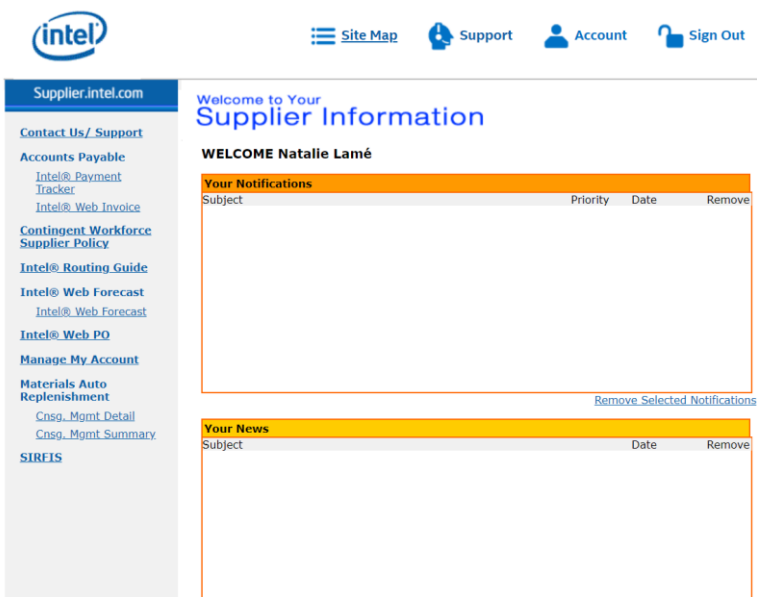 intel
Site Map
Support
Account
Sign Out
Supplier.intel.com
Contact Us/ Support
Accounts Payable
Intel® Payment
Tracker
Intel® Web Invoice
Contingent Workforce
Supplier Policy
Intel® Routing Guide
Intel® Web Forecast
Intel® Web Forecast
Intel® Web PO
Manage My Account
Materials Auto
Replenishment
Cnsg. Mgmt Detail
Cnsg. Mgmt Summary
SIRFIS
Welcome to Your
Supplier Information
WELCOME Natalie Lamé
Your Notifications
Subject Priority Date Remove
Remove Selected Notifications
Your News
Subject Date Remove